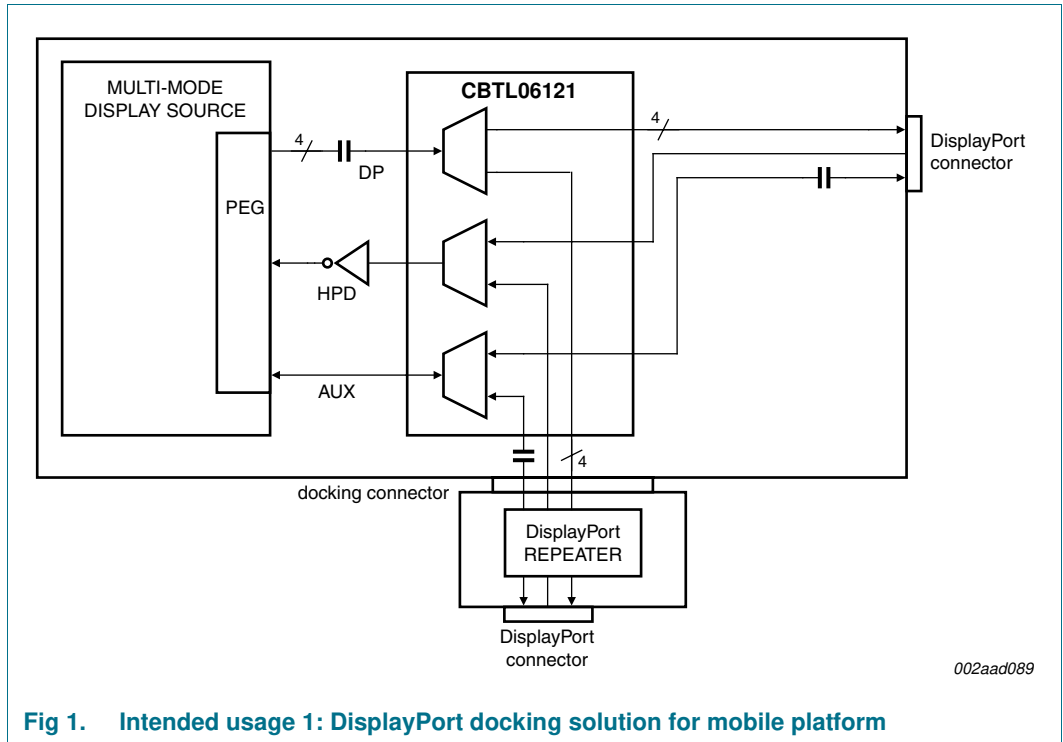 MULTI-MODE
DISPLAY SOURCE
CBTL06121
PEG
4
DP
HPD
AUX
4
DisplayPort
connector
4
docking connector
DisplayPort
REPEATER
DisplayPort
connector
002aad089
Fig 1. Intended usage 1: DisplayPort docking solution for mobile platform